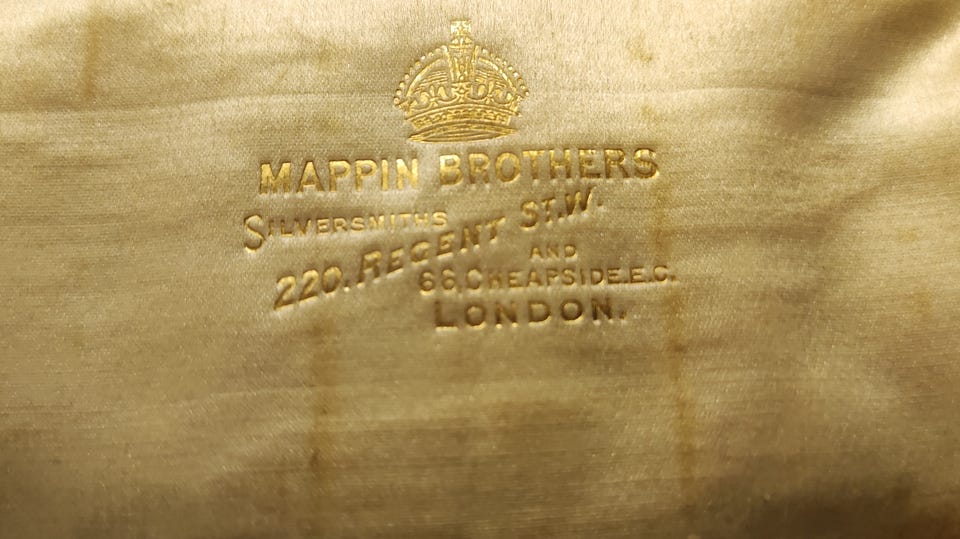 MAPPIN BROTHERS
SILVERSMITHS
220. REGENT ST. W.
AND
66, CHEAPSIDE. E.C.
LONDON.